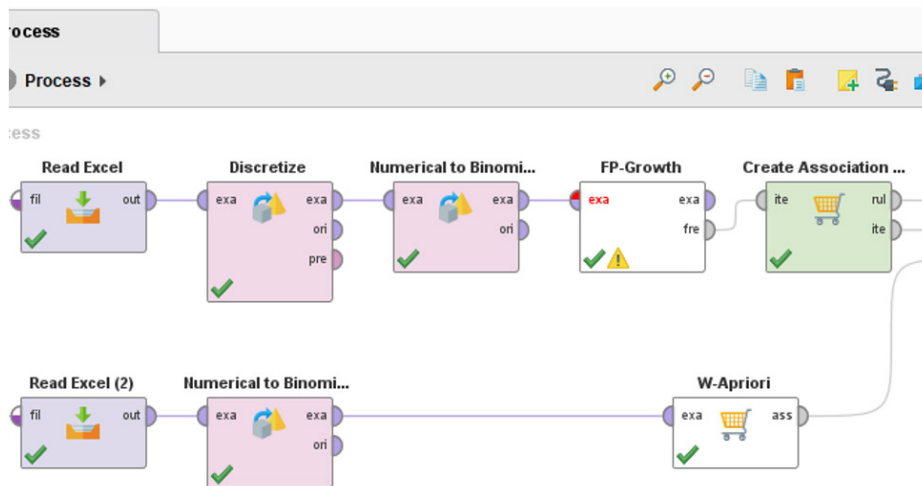 rocess
Process
cess
Read Excel
Discretize
Numerical to Binomi...
FP-Growth
Create Association ...
fil
out
exa
exa
ori
pre
exa
exa
ori
exa
exa
fre
ite
rul
ite
Read Excel (2)
Numerical to Binomi...
W-Apriori
fil
out
exa
exa
ori
exa
ass